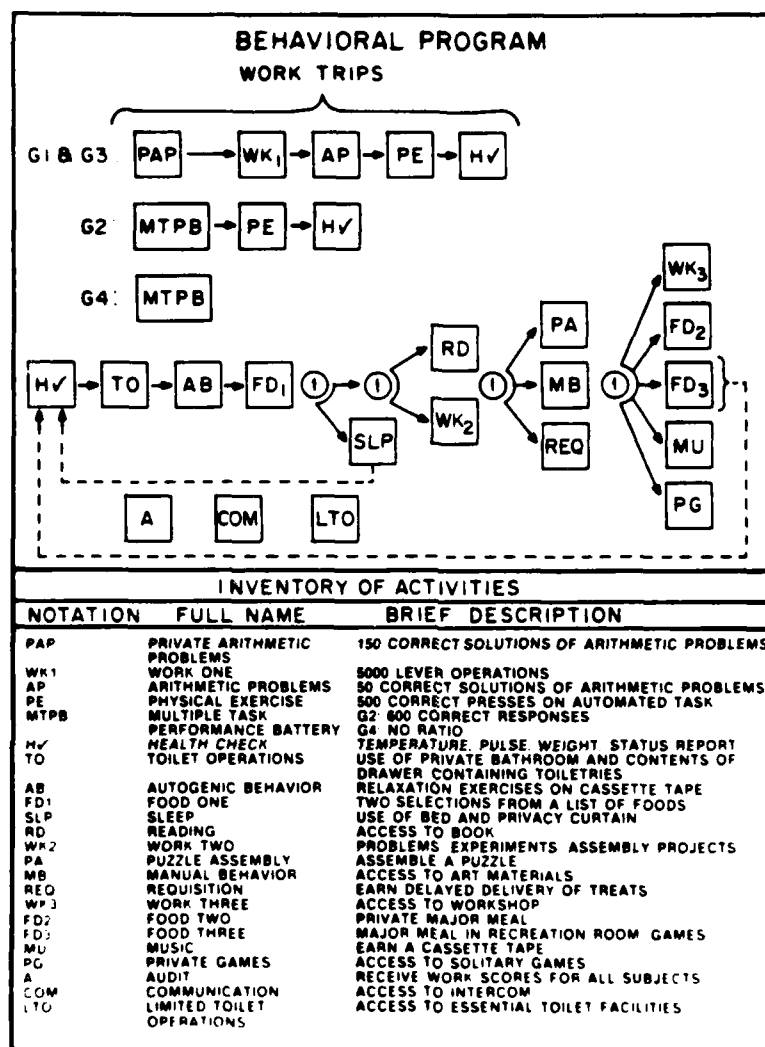 BEHAVIORAL PROGRAM
WORK TRIPS
G1 & G3 PAP WK1 AP PE H✓
G2: MTPB PE H✓
G4: MTPB
WK3
PA FD2
RD
H✓ TO AB FD1 1 1 1 MB 1 FD3
WK2
SLP REQ MU
PG
A COM LTO
INVENTORY OF ACTIVITIES
NOTATION FULL NAME BRIEF DESCRIPTION
PAP PRIVATE ARITHMETIC 150 CORRECT SOLUTIONS OF ARITHMETIC PROBLEMS
PROBLEMS
WK1 WORK ONE 5000 LEVER OPERATIONS
AP ARITHMETIC PROBLEMS 50 CORRECT SOLUTIONS OF ARITHMETIC PROBLEMS
PE PHYSICAL EXERCISE 500 CORRECT PRESSES ON AUTOMATED TASK
MTPB MULTIPLE TASK G2: 600 CORRECT RESPONSES
PERFORMANCE BATTERY G4: NO RATIO
H✓ HEALTH CHECK TEMPERATURE, PULSE, WEIGHT, STATUS REPORT
TO TOILET OPERATIONS USE OF PRIVATE BATHROOM AND CONTENTS OF
DRAWER CONTAINING TOILETRIES
AB AUTOGENIC BEHAVIOR RELAXATION EXERCISES ON CASSETTE TAPE
FD1 FOOD ONE TWO SELECTIONS FROM A LIST OF FOODS
SLP SLEEP USE OF BED AND PRIVACY CURTAIN
RD READING ACCESS TO BOOK
WK2 WORK TWO PROBLEMS EXPERIMENTS ASSEMBLY PROJECTS
PA PUZZLE ASSEMBLY ASSEMBLE A PUZZLE
MB MANUAL BEHAVIOR ACCESS TO ART MATERIALS
REQ REQUISITION EARN DELAYED DELIVERY OF TREATS
WK3 WORK THREE ACCESS TO WORKSHOP
FD2 FOOD TWO PRIVATE MAJOR MEAL
FD3 FOOD THREE MAJOR MEAL IN RECREATION ROOM GAMES
MU MUSIC EARN A CASSETTE TAPE
PG PRIVATE GAMES ACCESS TO SOLITARY GAMES
A AUDIT RECEIVE WORK SCORES FOR ALL SUBJECTS
COM COMMUNICATION ACCESS TO INTERCOM
LTO LIMITED TOILET ACCESS TO ESSENTIAL TOILET FACILITIES
OPERATIONS